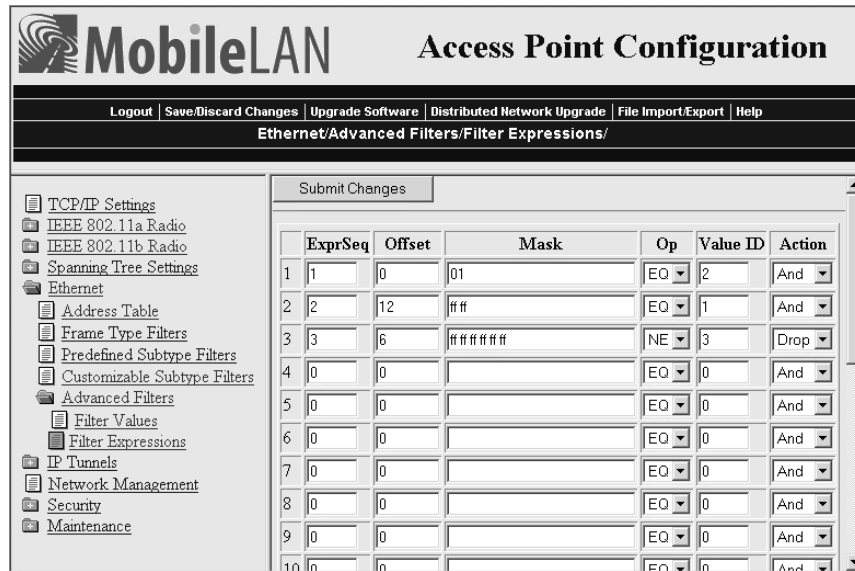 MobileLAN
Access Point Configuration
Logout | Save/Discard Changes | Upgrade Software | Distributed Network Upgrade | File Import/Export | Help
Ethernet/Advanced Filters/Filter Expressions/
TCP/IP Settings
IEEE 802.11a Radio
IEEE 802.11b Radio
Spanning Tree Settings
Ethernet
Address Table
Frame Type Filters
Predefined Subtype Filters
Customizable Subtype Filters
Advanced Filters
Filter Values
Filter Expressions
IP Tunnels
Network Management
Security
Maintenance
Submit Changes
ExprSeq Offset Mask Op Value ID Action
1 1 0 01 EQ 2 And
2 2 12 ff ff EQ 1 And
3 3 6 ff ff ff ff ff ff NE 3 Drop
4 0 0 EQ 0 And
5 0 0 EQ 0 And
6 0 0 EQ 0 And
7 0 0 EQ 0 And
8 0 0 EQ 0 And
9 0 0 EQ 0 And
10 0 0 EQ 0 And